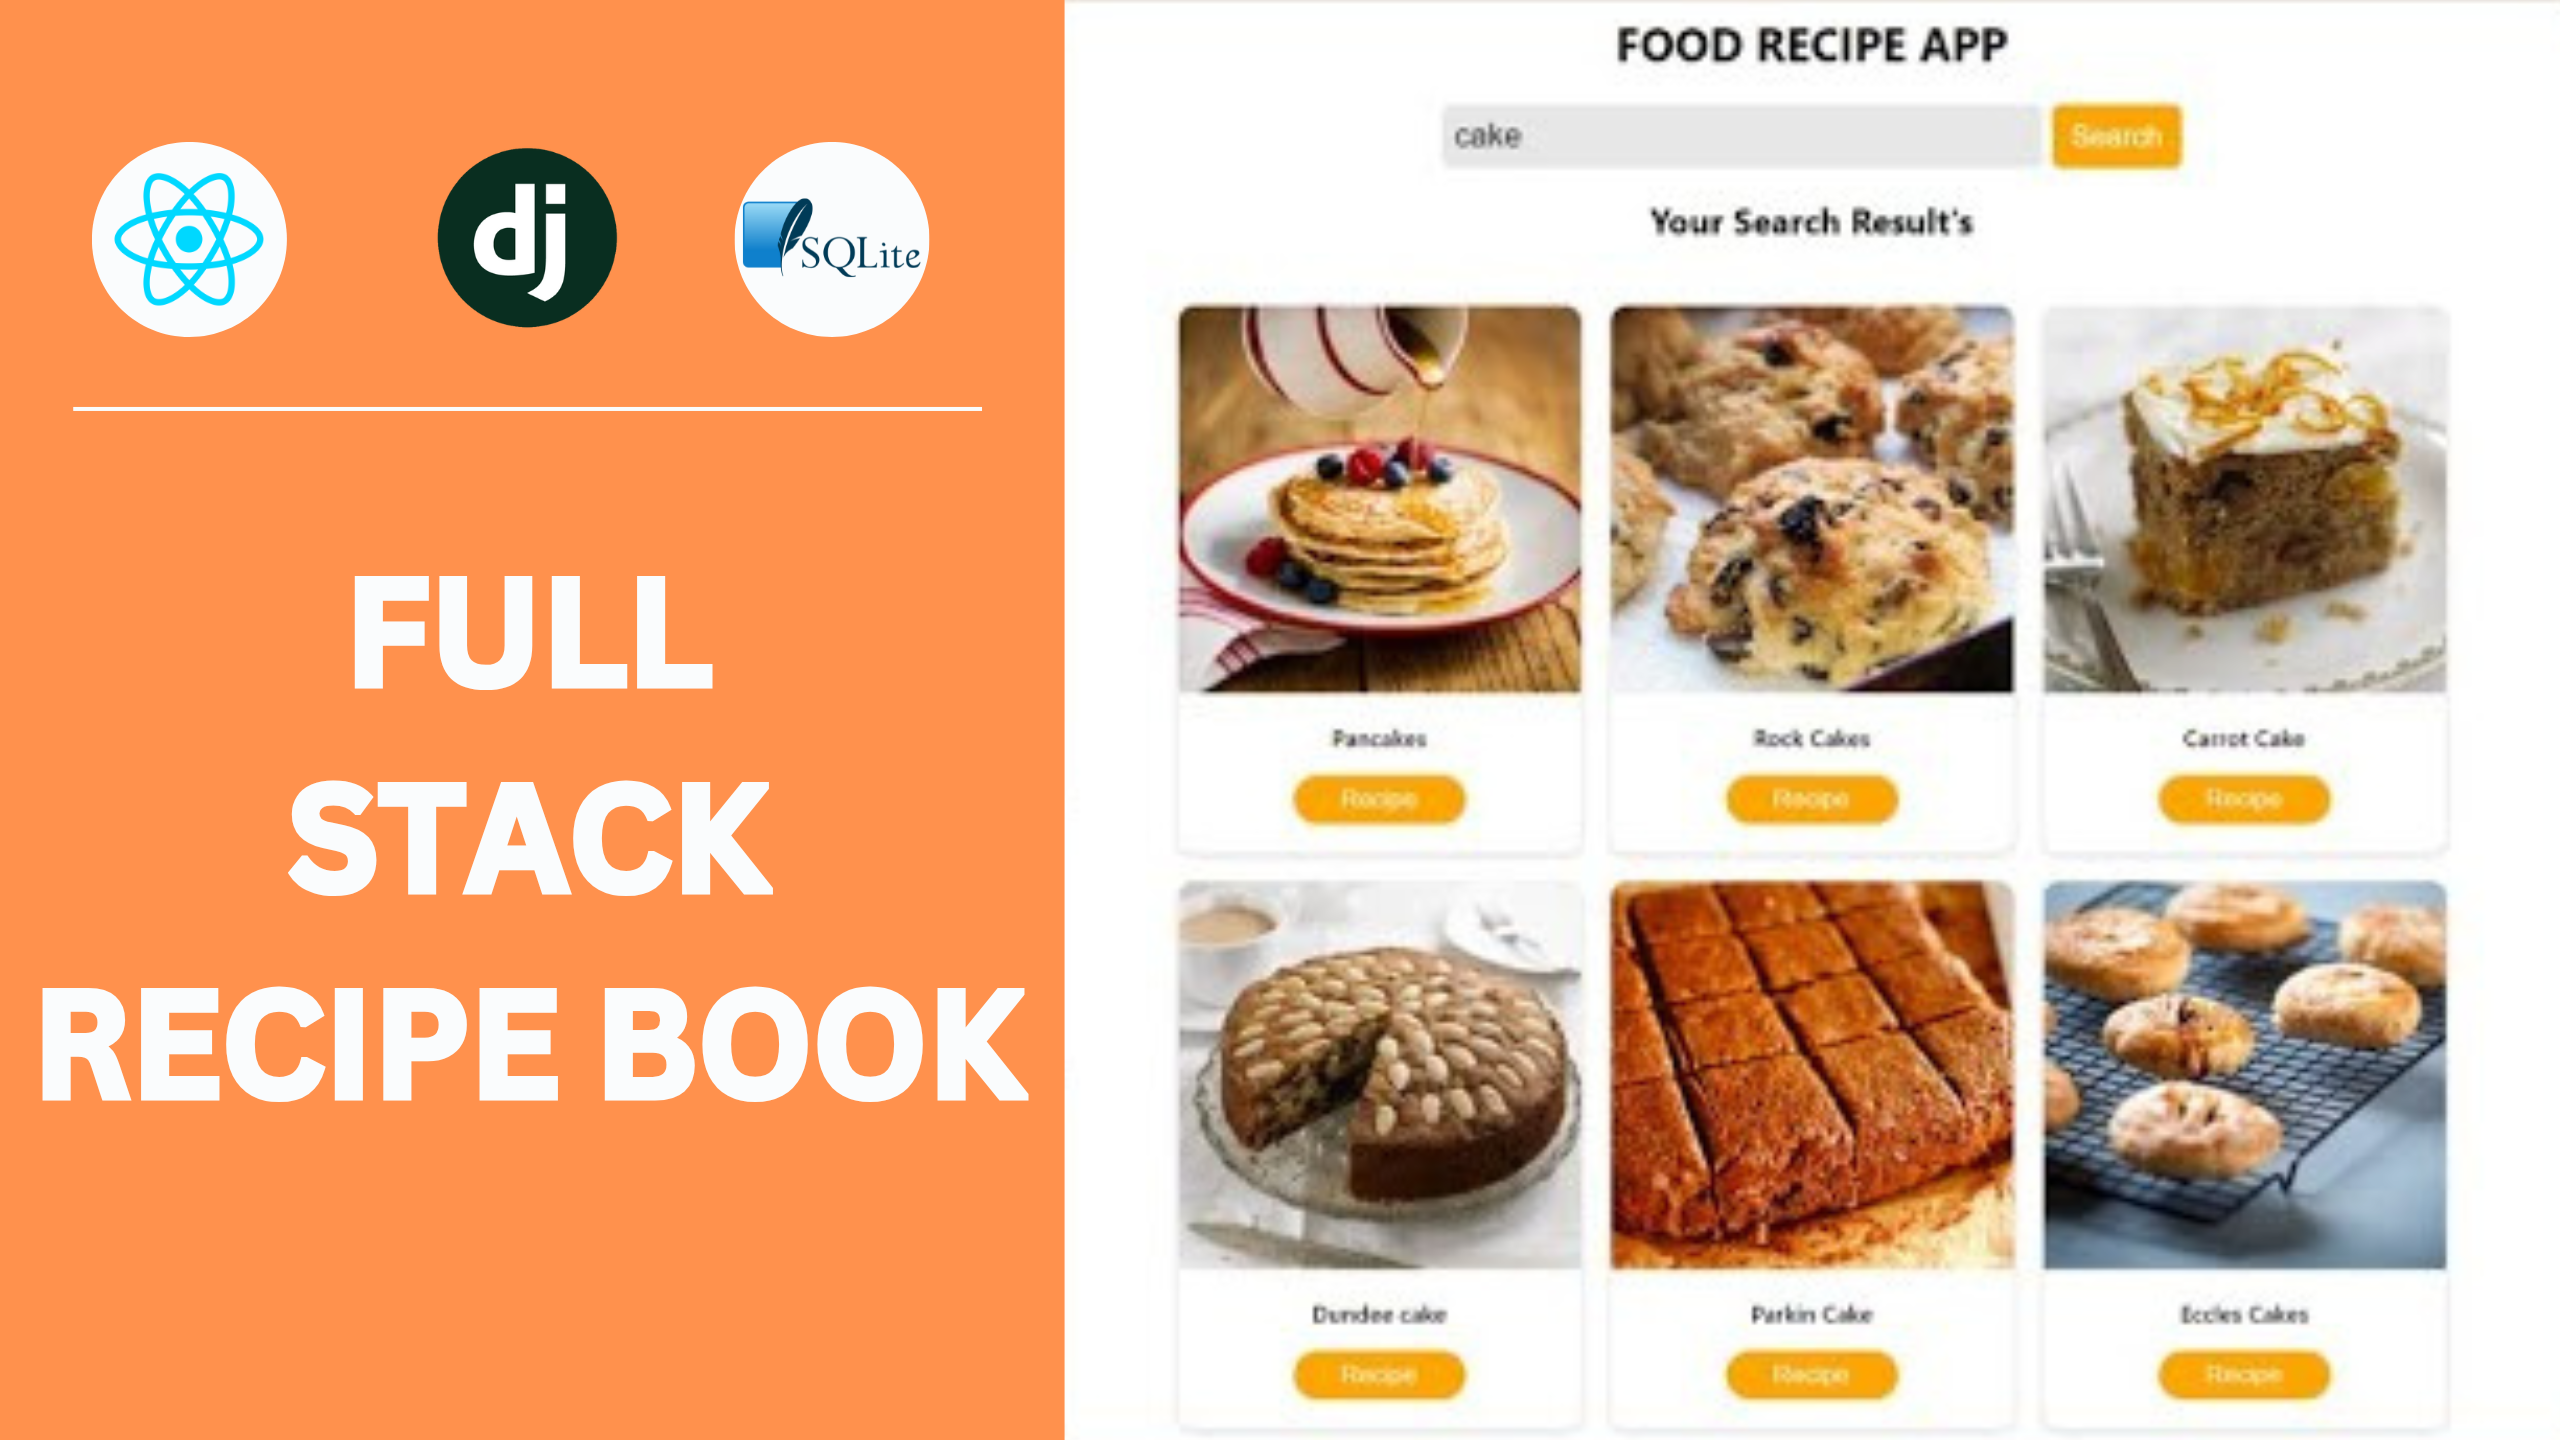 dj
SQLite
FULL
STACK
RECIPE BOOK
FOOD RECIPE APP
cake
Search
Your Search Result's
Pancakes
Rock Cakes
Carrot Cake
Recipe
Recipe
Recipe
Dundee cake
Parkin Cake
Eccles Cakes
Recipe
Recipe
Recipe